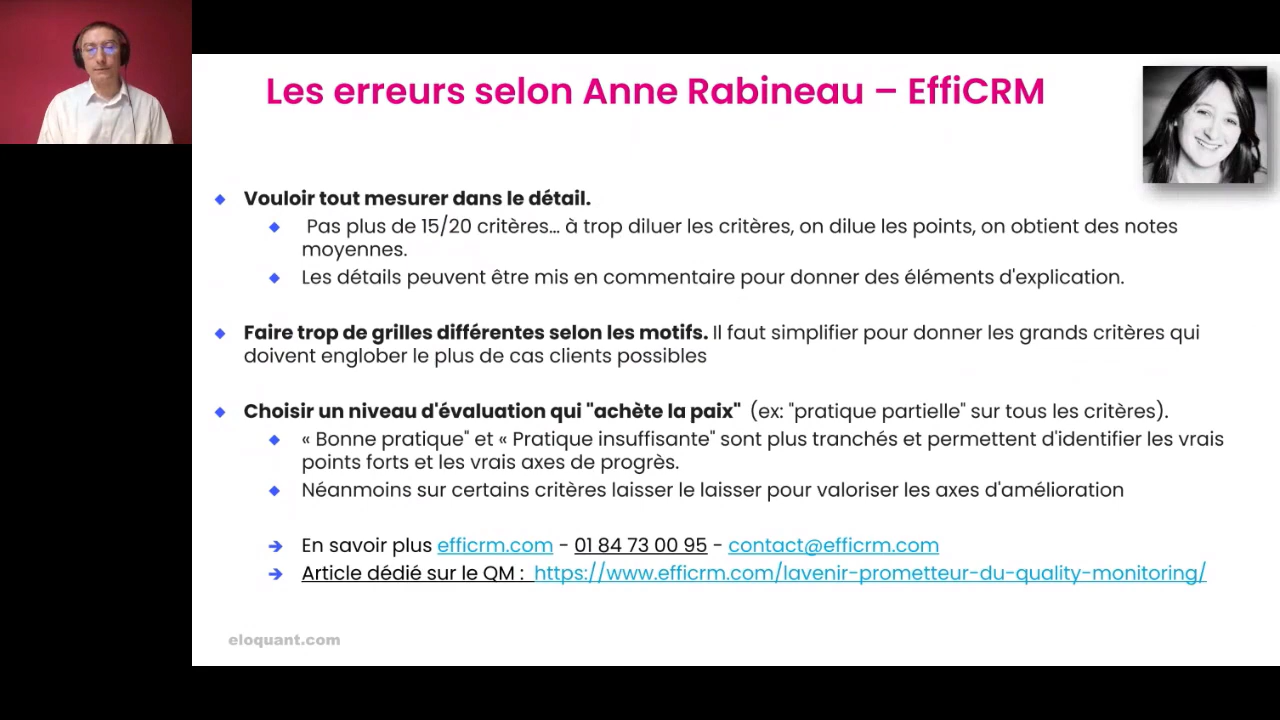 Les erreurs selon Anne Rabineau – EffiCRM
Vouloir tout mesurer dans le détail.
Pas plus de 15/20 critères... à trop diluer les critères, on dilue les points, on obtient des notes
moyennes.
Les détails peuvent être mis en commentaire pour donner des éléments d'explication.
Faire trop de grilles différentes selon les motifs. Il faut simplifier pour donner les grands critères qui
doivent englober le plus de cas clients possibles
Choisir un niveau d'évaluation qui "achète la paix" (ex: "pratique partielle" sur tous les critères).
« Bonne pratique" et « Pratique insuffisante" sont plus tranchés et permettent d'identifier les vrais
points forts et les vrais axes de progrès.
Néanmoins sur certains critères laisser le laisser pour valoriser les axes d'amélioration
En savoir plus efficrm.com - 01 84 73 00 95 - contact@efficrm.com
Article dédié sur le QM : https://www.efficrm.com/lavenir-prometteur-du-quality-monitoring/
eloquant.com